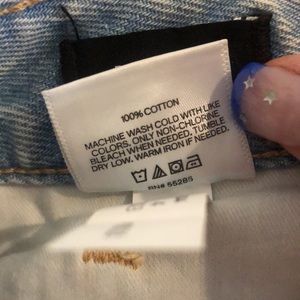 100% COTTON
MACHINE WASH COLD WITH LIKE
COLORS. ONLY NON-CHLORINE
BLEACH WHEN NEEDED. TUMBLE
DRY LOW. WARM IRON IF NEEDED.
RN# 55285